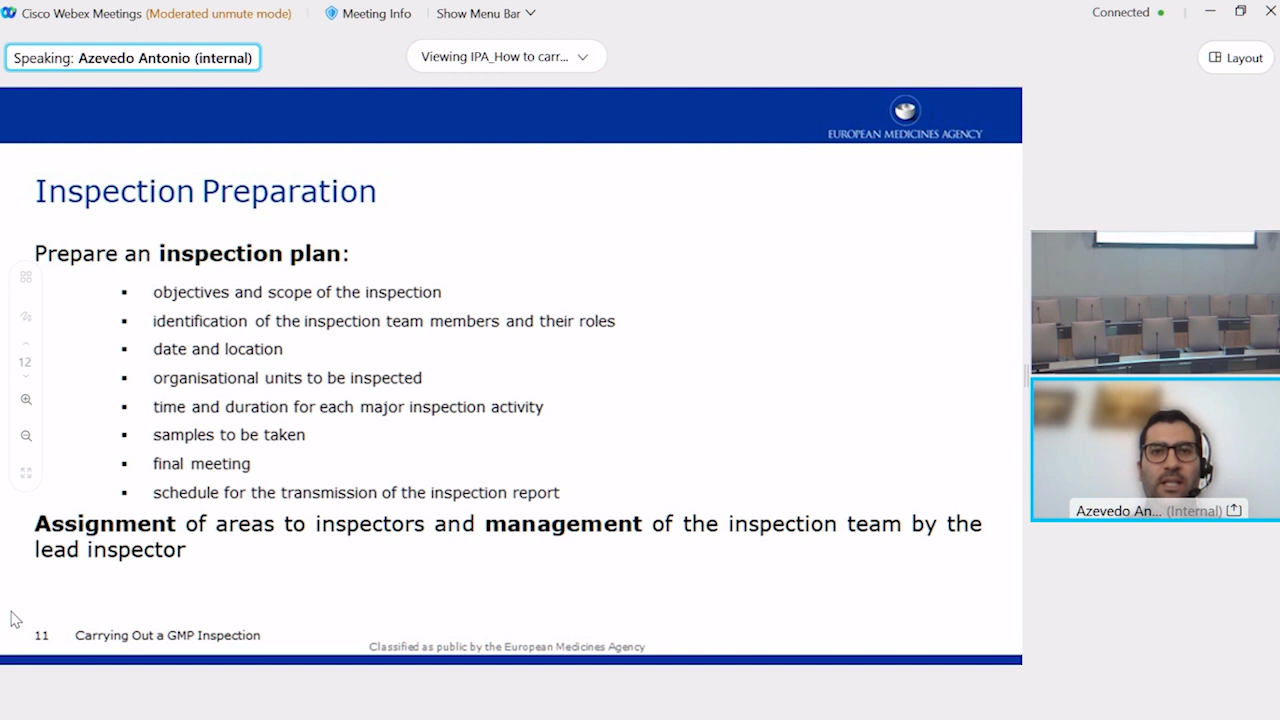 Cisco Webex Meetings (Moderated unmute mode)
Meeting Info
Show Menu Bar
Connected
Speaking: Azevedo Antonio (internal)
Viewing IPA_How to carr...
Layout
EUROPEAN MEDICINES AGENCY
Inspection Preparation
Prepare an inspection plan:
▪ objectives and scope of the inspection
▪ identification of the inspection team members and their roles
▪ date and location
▪ organisational units to be inspected
▪ time and duration for each major inspection activity
▪ samples to be taken
▪ final meeting
▪ schedule for the transmission of the inspection report
Assignment of areas to inspectors and management of the inspection team by the
lead inspector
12
11 Carrying Out a GMP Inspection
Classified as public by the European Medicines Agency
Azevedo An... (Internal)